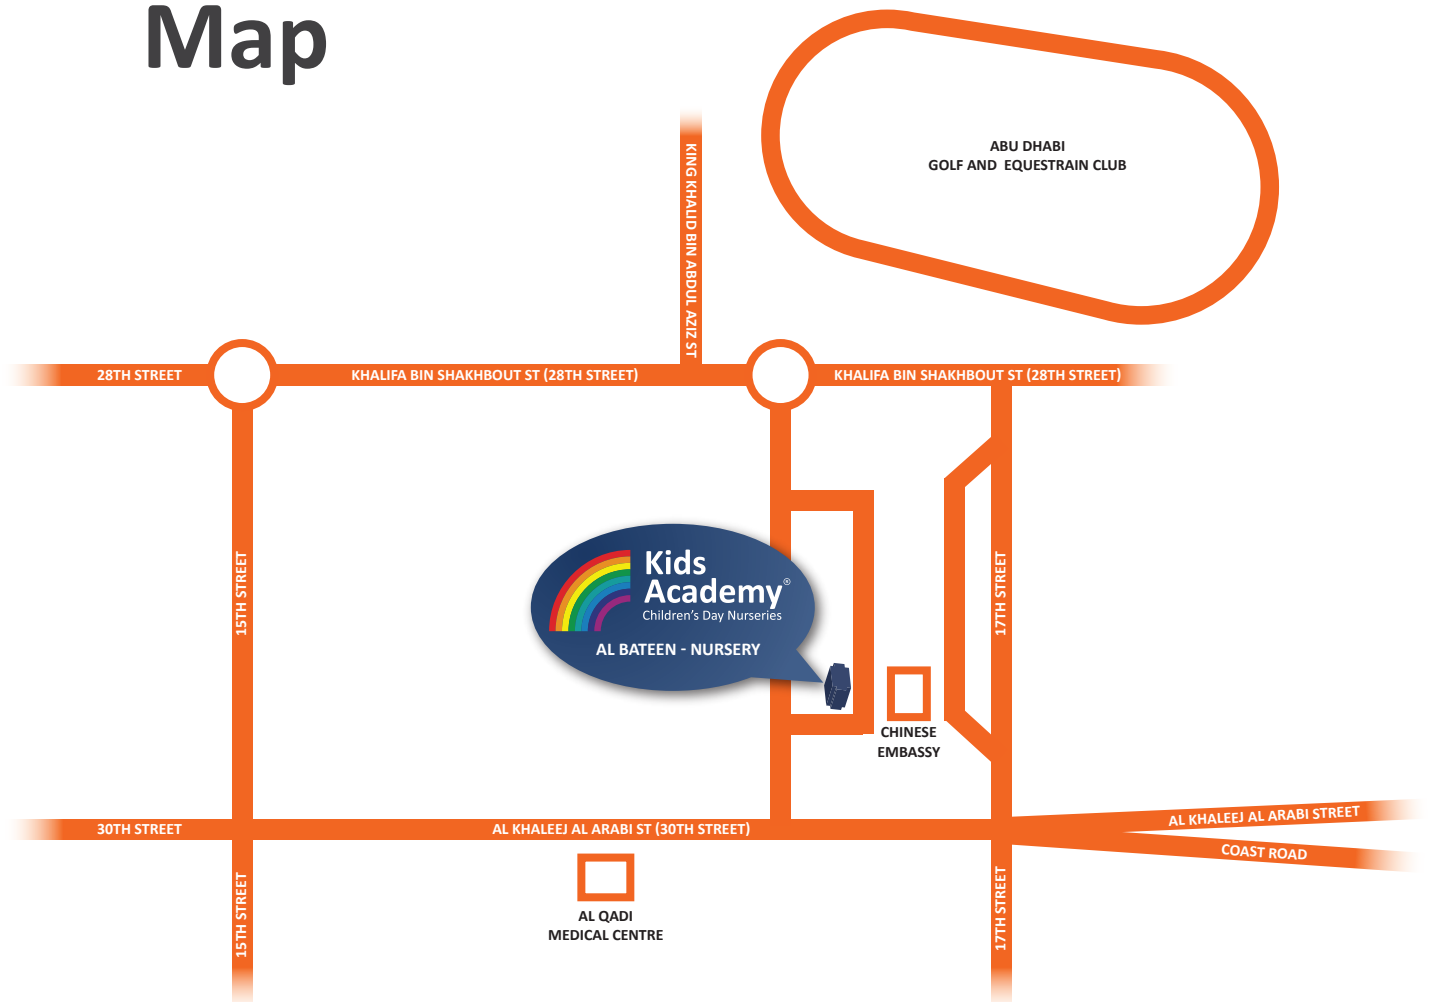 Map
ABU DHABI
GOLF AND EQUESTRAIN CLUB
KING KHALID BIN ABDUL AZIZ ST
28TH STREET
KHALIFA BIN SHAKHBOUT ST (28TH STREET)
KHALIFA BIN SHAKHBOUT ST (28TH STREET)
15TH STREET
Kids
Academy®
Children's Day Nurseries
AL BATEEN - NURSERY
17TH STREET
CHINESE
EMBASSY
30TH STREET
AL KHALEEJ AL ARABI ST (30TH STREET)
AL KHALEEJ AL ARABI STREET
COAST ROAD
15TH STREET
AL QADI
MEDICAL CENTRE
17TH STREET